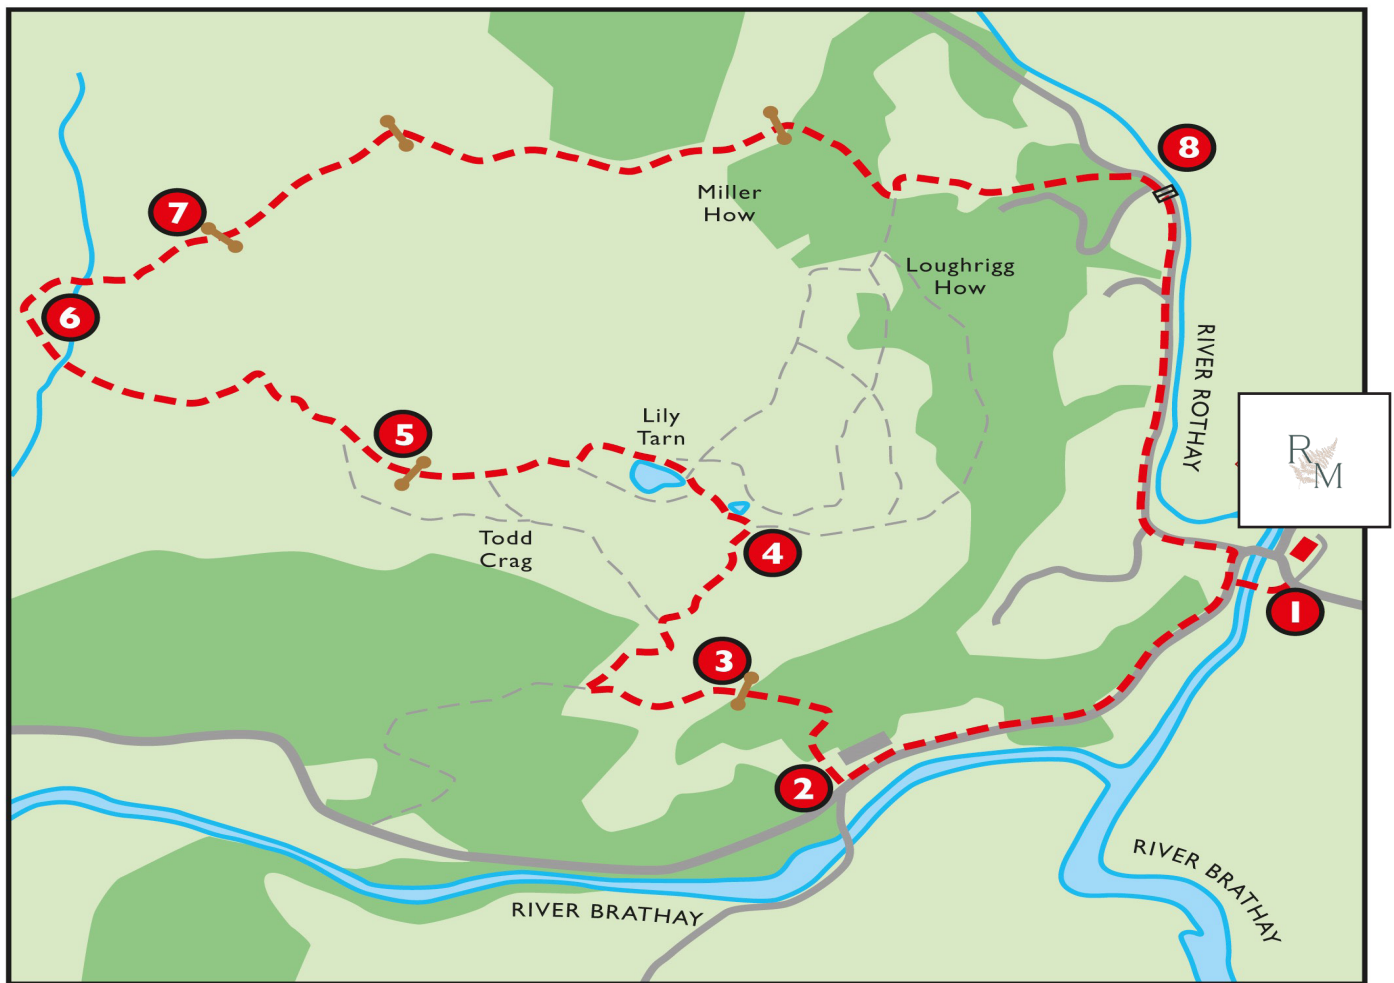 8
Miller
How
7
Loughrigg
How
6
RIVER ROTHAY
Lily
Tarn
5
R
M
Todd
Crag
4
1
3
2
RIVER BRATHAY
RIVER BRATHAY